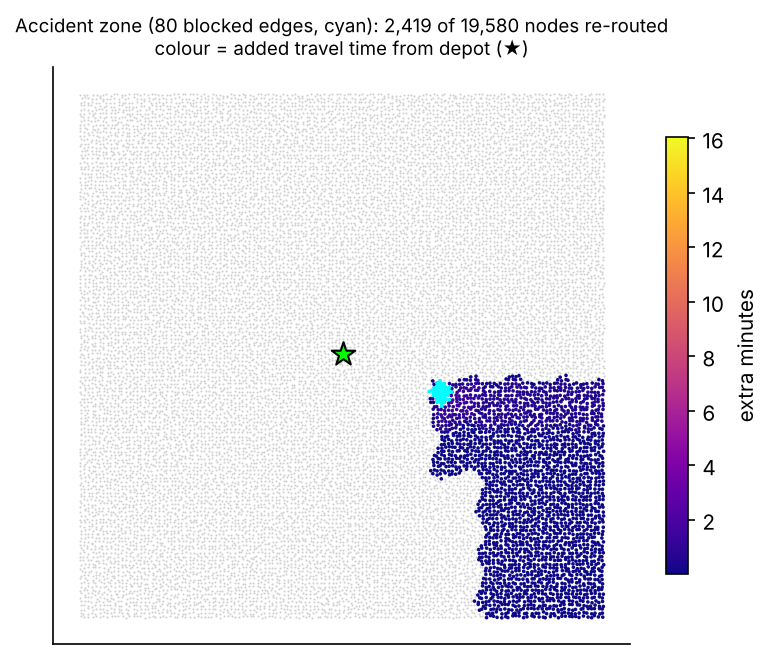 Accident zone (80 blocked edges, cyan): 2,419 of 19,580 nodes re-routed
colour = added travel time from depot (★)
16
14
12
10
8
6
4
2
extra minutes